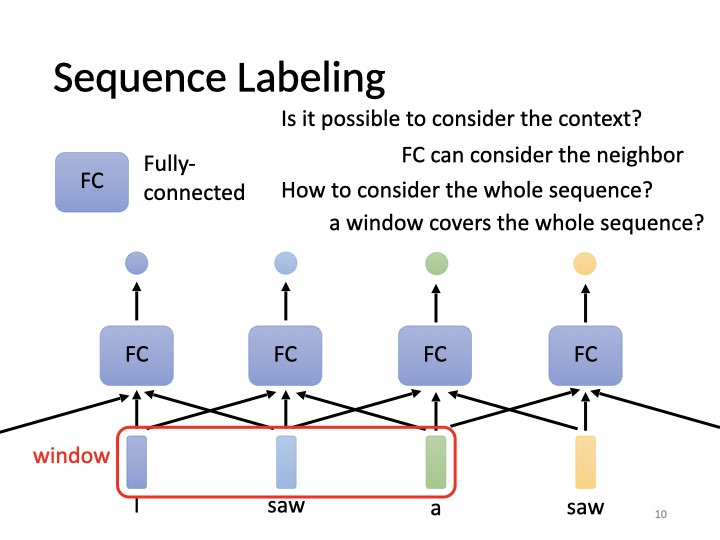 Sequence Labeling
Is it possible to consider the context?
FC can consider the neighbor
How to consider the whole sequence?
a window covers the whole sequence?
FC
Fully-
connected
FC FC FC FC
window
I saw a saw
10